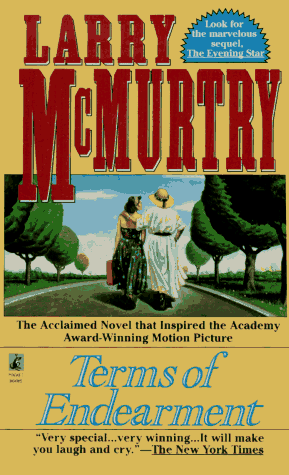 LARRY
McMURTRY
Look for
the marvelous
sequel,
The Evening Star
The Acclaimed Novel that Inspired the Academy
Award-Winning Motion Picture
Terms of
Endearment
“Very special...very winning...It will make
you laugh and cry.”—The New York Times